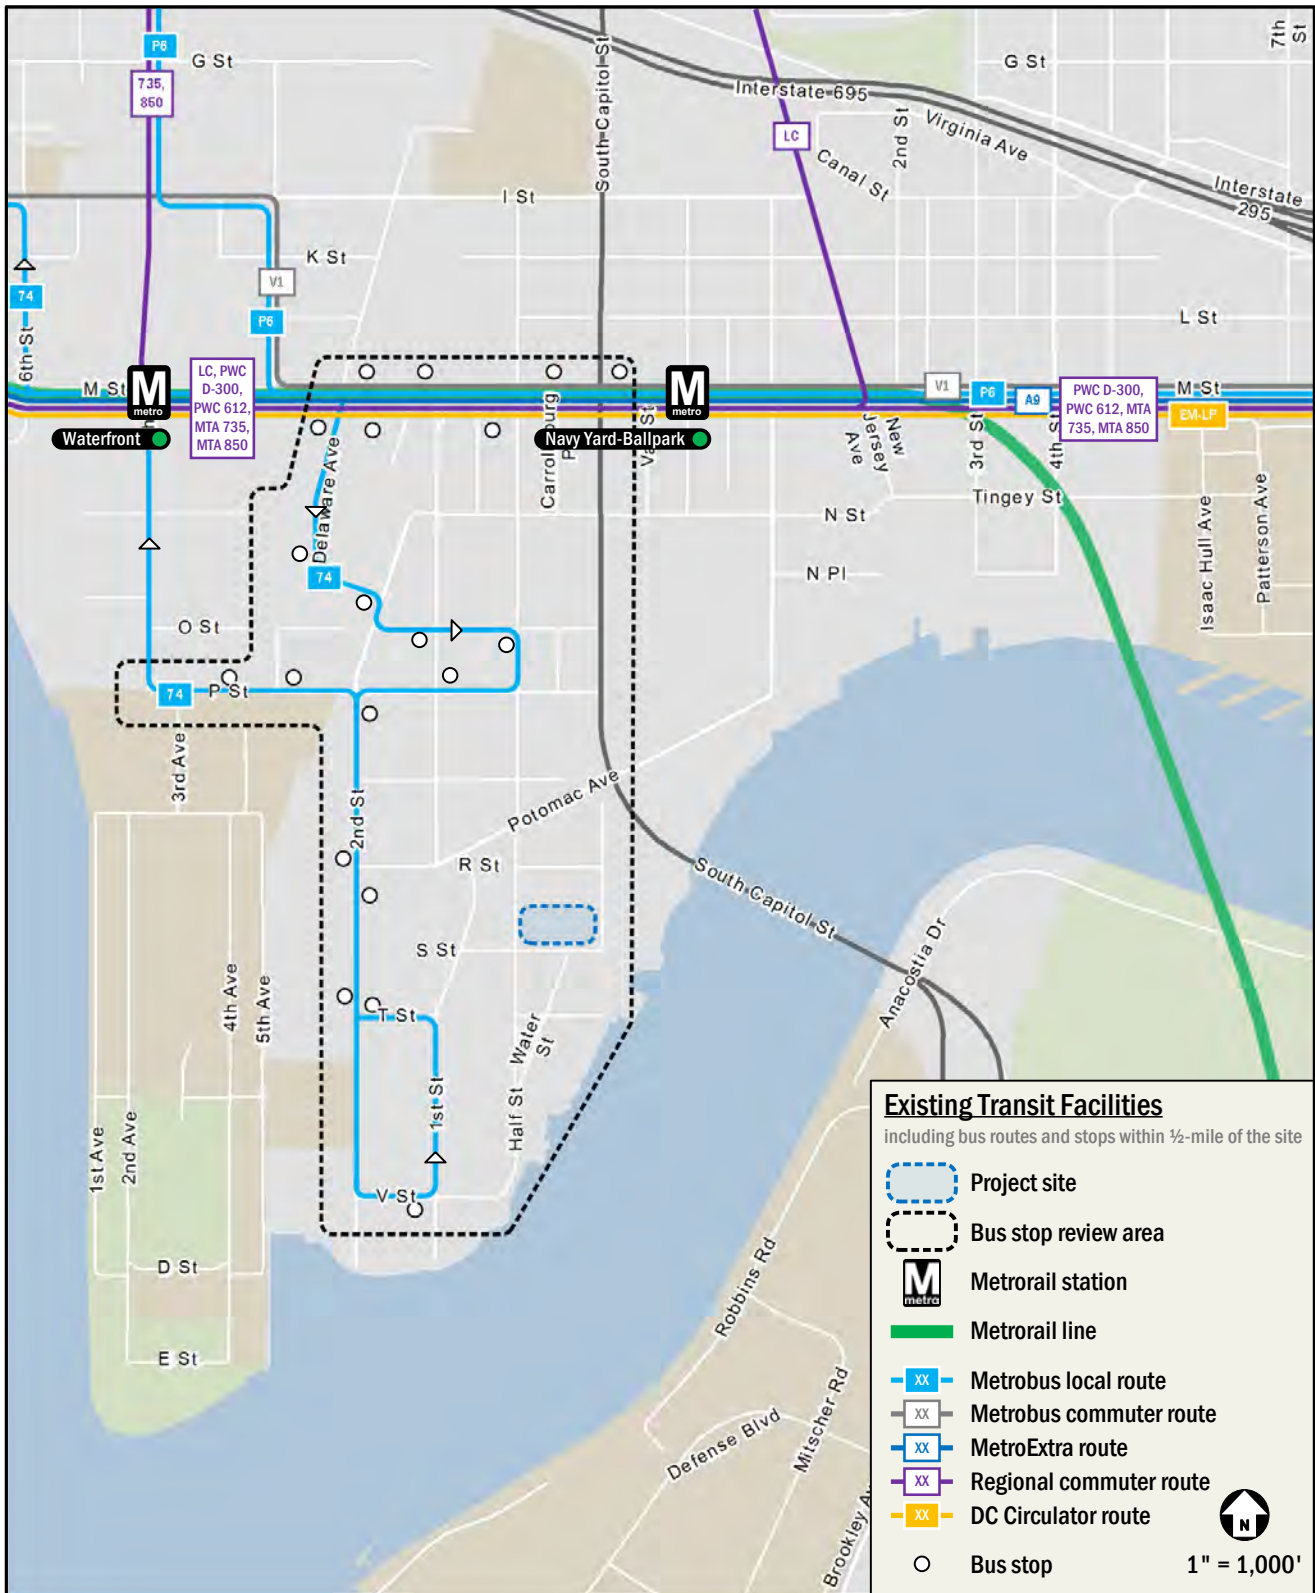 P6
735,
850
G St
South Capitol St
Interstate 695
G St
7th
St
LC
Canal St
2nd St
Virginia Ave
Interstate
295
I St
K St
V1
74
P6
6th St
L St
M St
M
metro
LC, PWC
D-300,
PWC 612,
MTA 735,
MTA 850
M
metro
V1
P6
A9
PWC D-300,
PWC 612, MTA
735, MTA 850
M St
EM-LP
Waterfront
Navy Yard-Ballpark
Delaware Ave
New
Jersey
Ave
3rd St
4th St
Tingey St
N St
N Pl
Isaac Hull Ave
Patterson Ave
74
O St
74
P St
3rd Ave
2nd St
Potomac Ave
R St
South Capitol St
S St
Anacostia Dr
4th Ave
5th Ave
T St
Water
St
1st St
Half St
1st Ave
2nd Ave
V St
D St
E St
Robbins Rd
Mitscher Rd
Defense Blvd
Existing Transit Facilities
including bus routes and stops within ½-mile of the site
Project site
Bus stop review area
M
metro
Metrorail station
Metrorail line
XX
Metrobus local route
XX
Metrobus commuter route
XX
MetroExtra route
XX
Regional commuter route
XX
DC Circulator route
N
Bus stop
1" = 1,000'